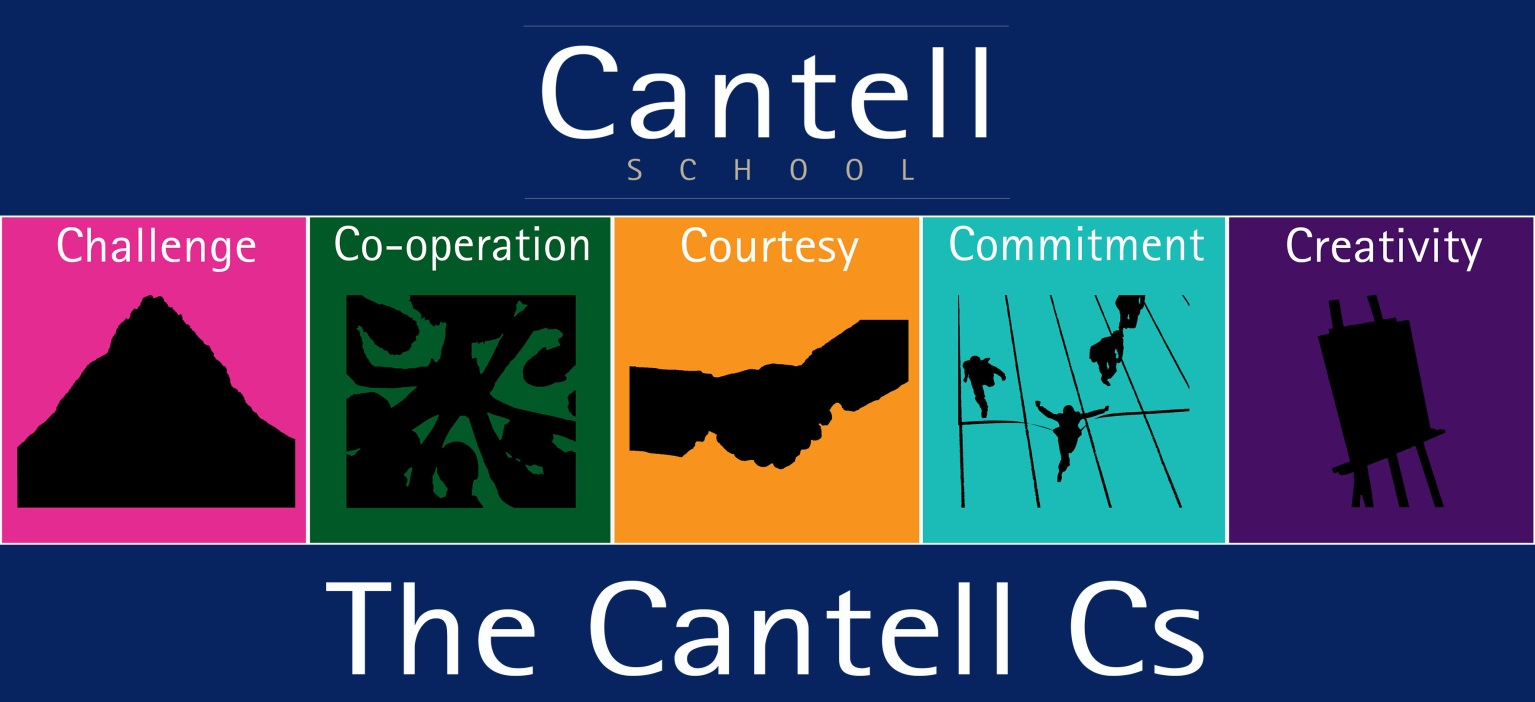 Cantell
SCHOOL
Challenge
Co-operation
Courtesy
Commitment
Creativity
The Cantell Cs